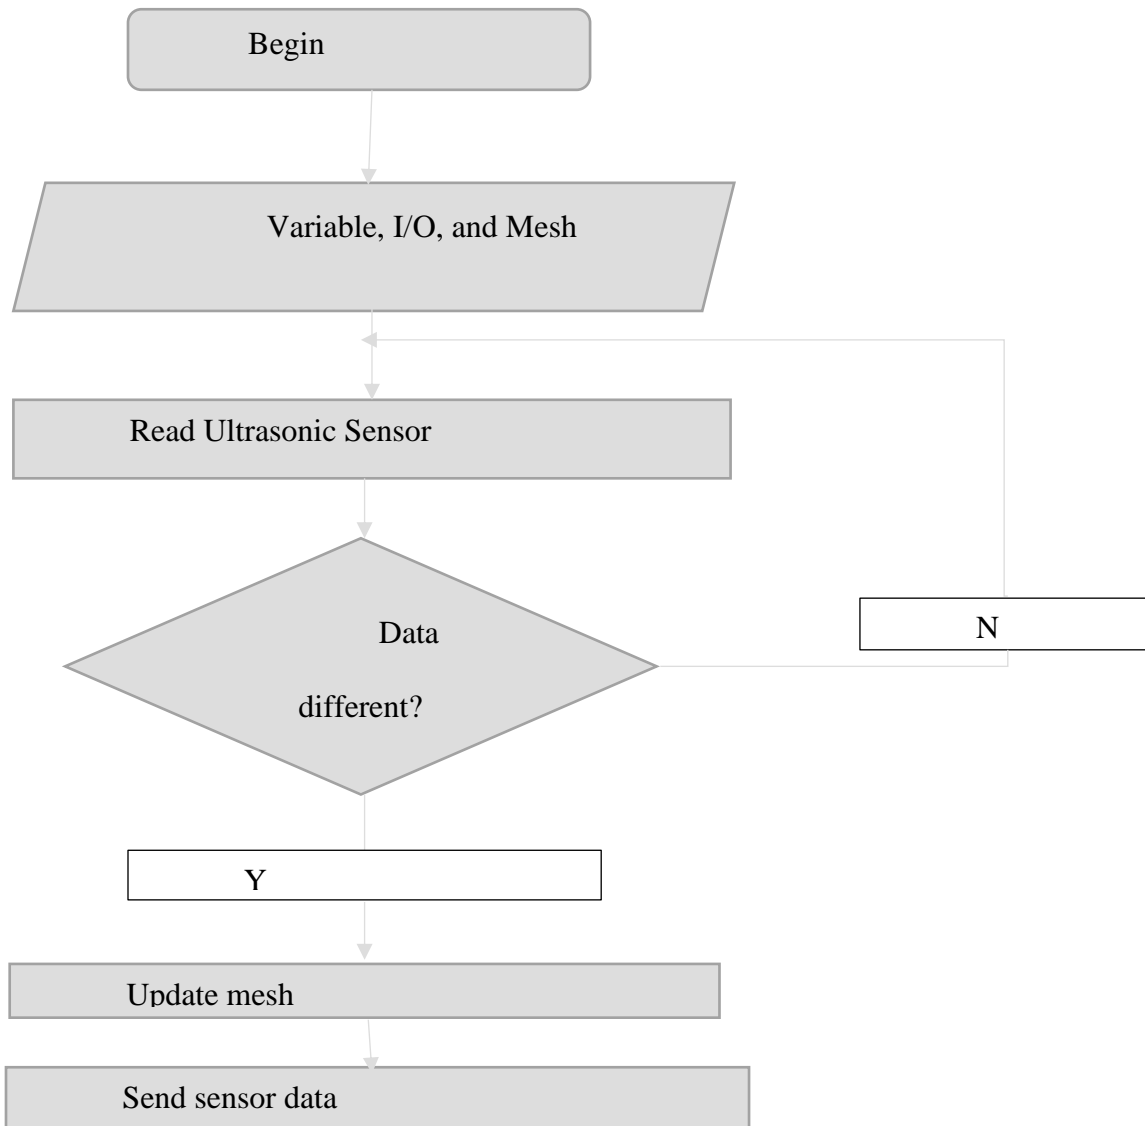 Begin
Variable, I/O, and Mesh
Read Ultrasonic Sensor
Data
different?
N
Y
Update mesh
Send sensor data